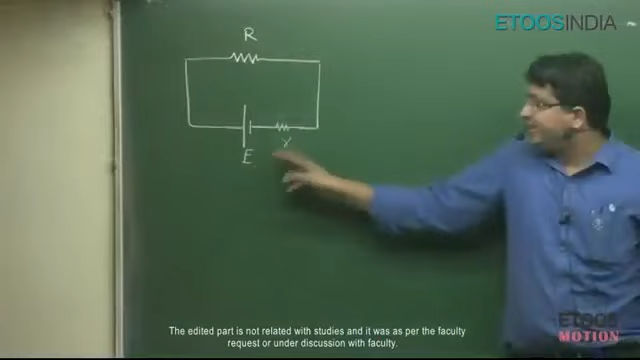 ETOOSINDIA
R
r
E
ETOOS
MOTION
The edited part is not related with studies and it was as per the faculty
request or under discussion with faculty.